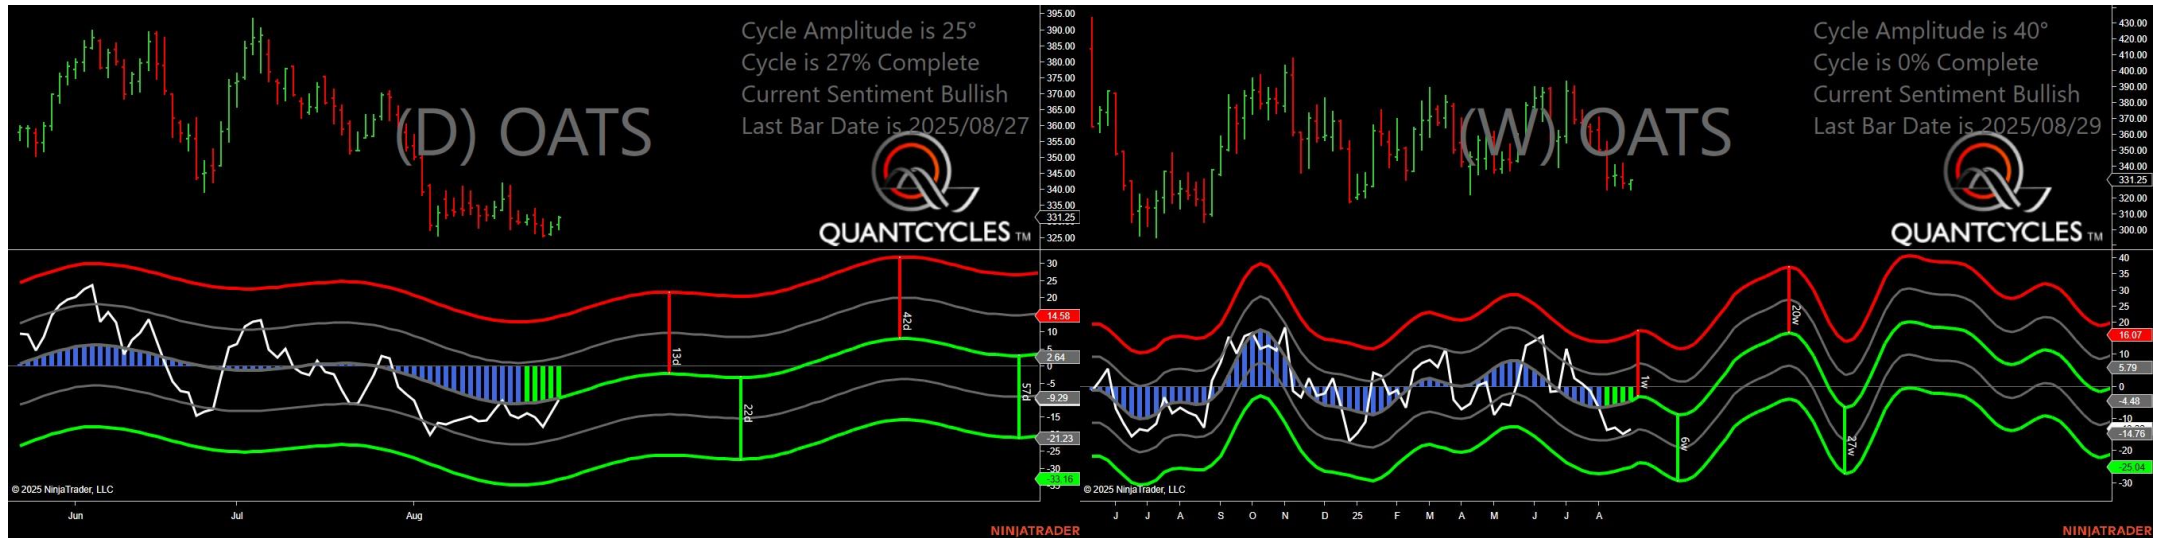 (D) OATS
Cycle Amplitude is 25°
Cycle is 27% Complete
Current Sentiment Bullish
Last Bar Date is 2025/08/27
QUANTCYCLES TM
395.00
390.00
385.00
380.00
375.00
370.00
365.00
360.00
355.00
350.00
345.00
340.00
335.00
331.25
325.00
13d
22d
42d
57d
30
25
20
14.58
10
5
2.64
0
-5
-9.29
-15
-21.23
-25
-30
-33.16
© 2025 NinjaTrader, LLC
Jun
Jul
Aug
NINJATRADER
(W) OATS
Cycle Amplitude is 40°
Cycle is 0% Complete
Current Sentiment Bullish
Last Bar Date is 2025/08/29
QUANTCYCLES TM
430.00
420.00
410.00
400.00
390.00
380.00
370.00
360.00
350.00
340.00
331.25
320.00
310.00
300.00
1w
6w
20w
27w
40
35
30
25
20
16.07
10
5.79
0
-4.48
-10
-14.76
-20
-25.04
-30
© 2025 NinjaTrader, LLC
J
J
A
S
O
N
D
25
F
M
A
M
J
J
A
NINJATRADER